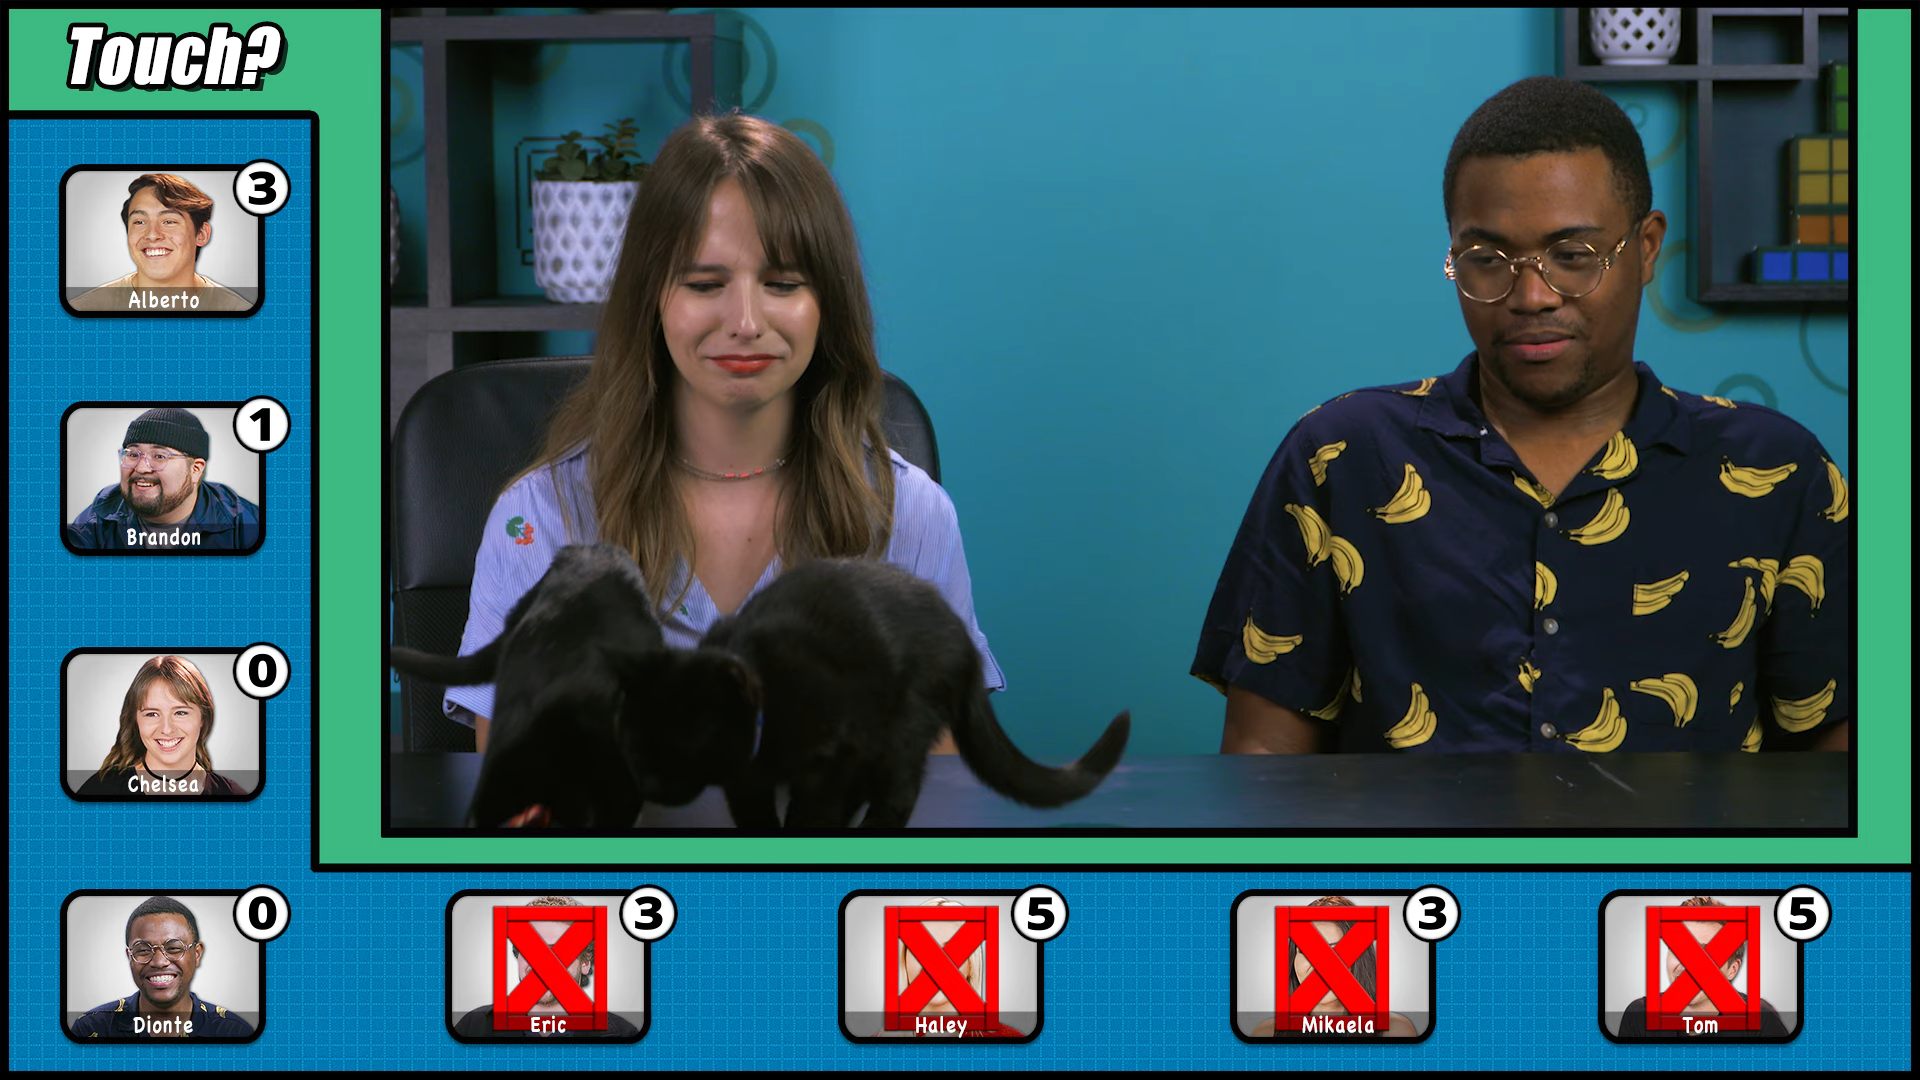 Touch?
3
Alberto
1
Brandon
0
Chelsea
0
Dionte
3
Eric
5
Haley
3
Mikaela
5
Tom